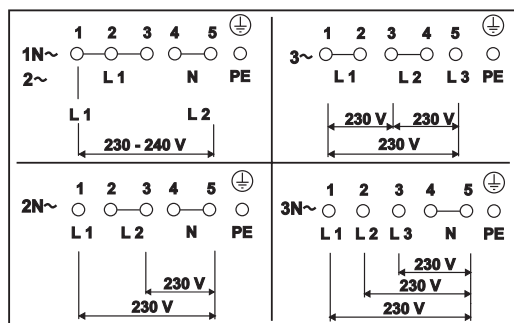 1 2 3 4 5
1N~
2~
L 1 N PE
L 1 L 2
230 - 240 V
1 2 3 4 5
3~
L 1 L 2 L 3 PE
230 V 230 V
230 V
1 2 3 4 5
2N~
L 1 L 2 N PE
230 V
230 V
1 2 3 4 5
3N~
L 1 L 2 L 3 N PE
230 V
230 V
230 V